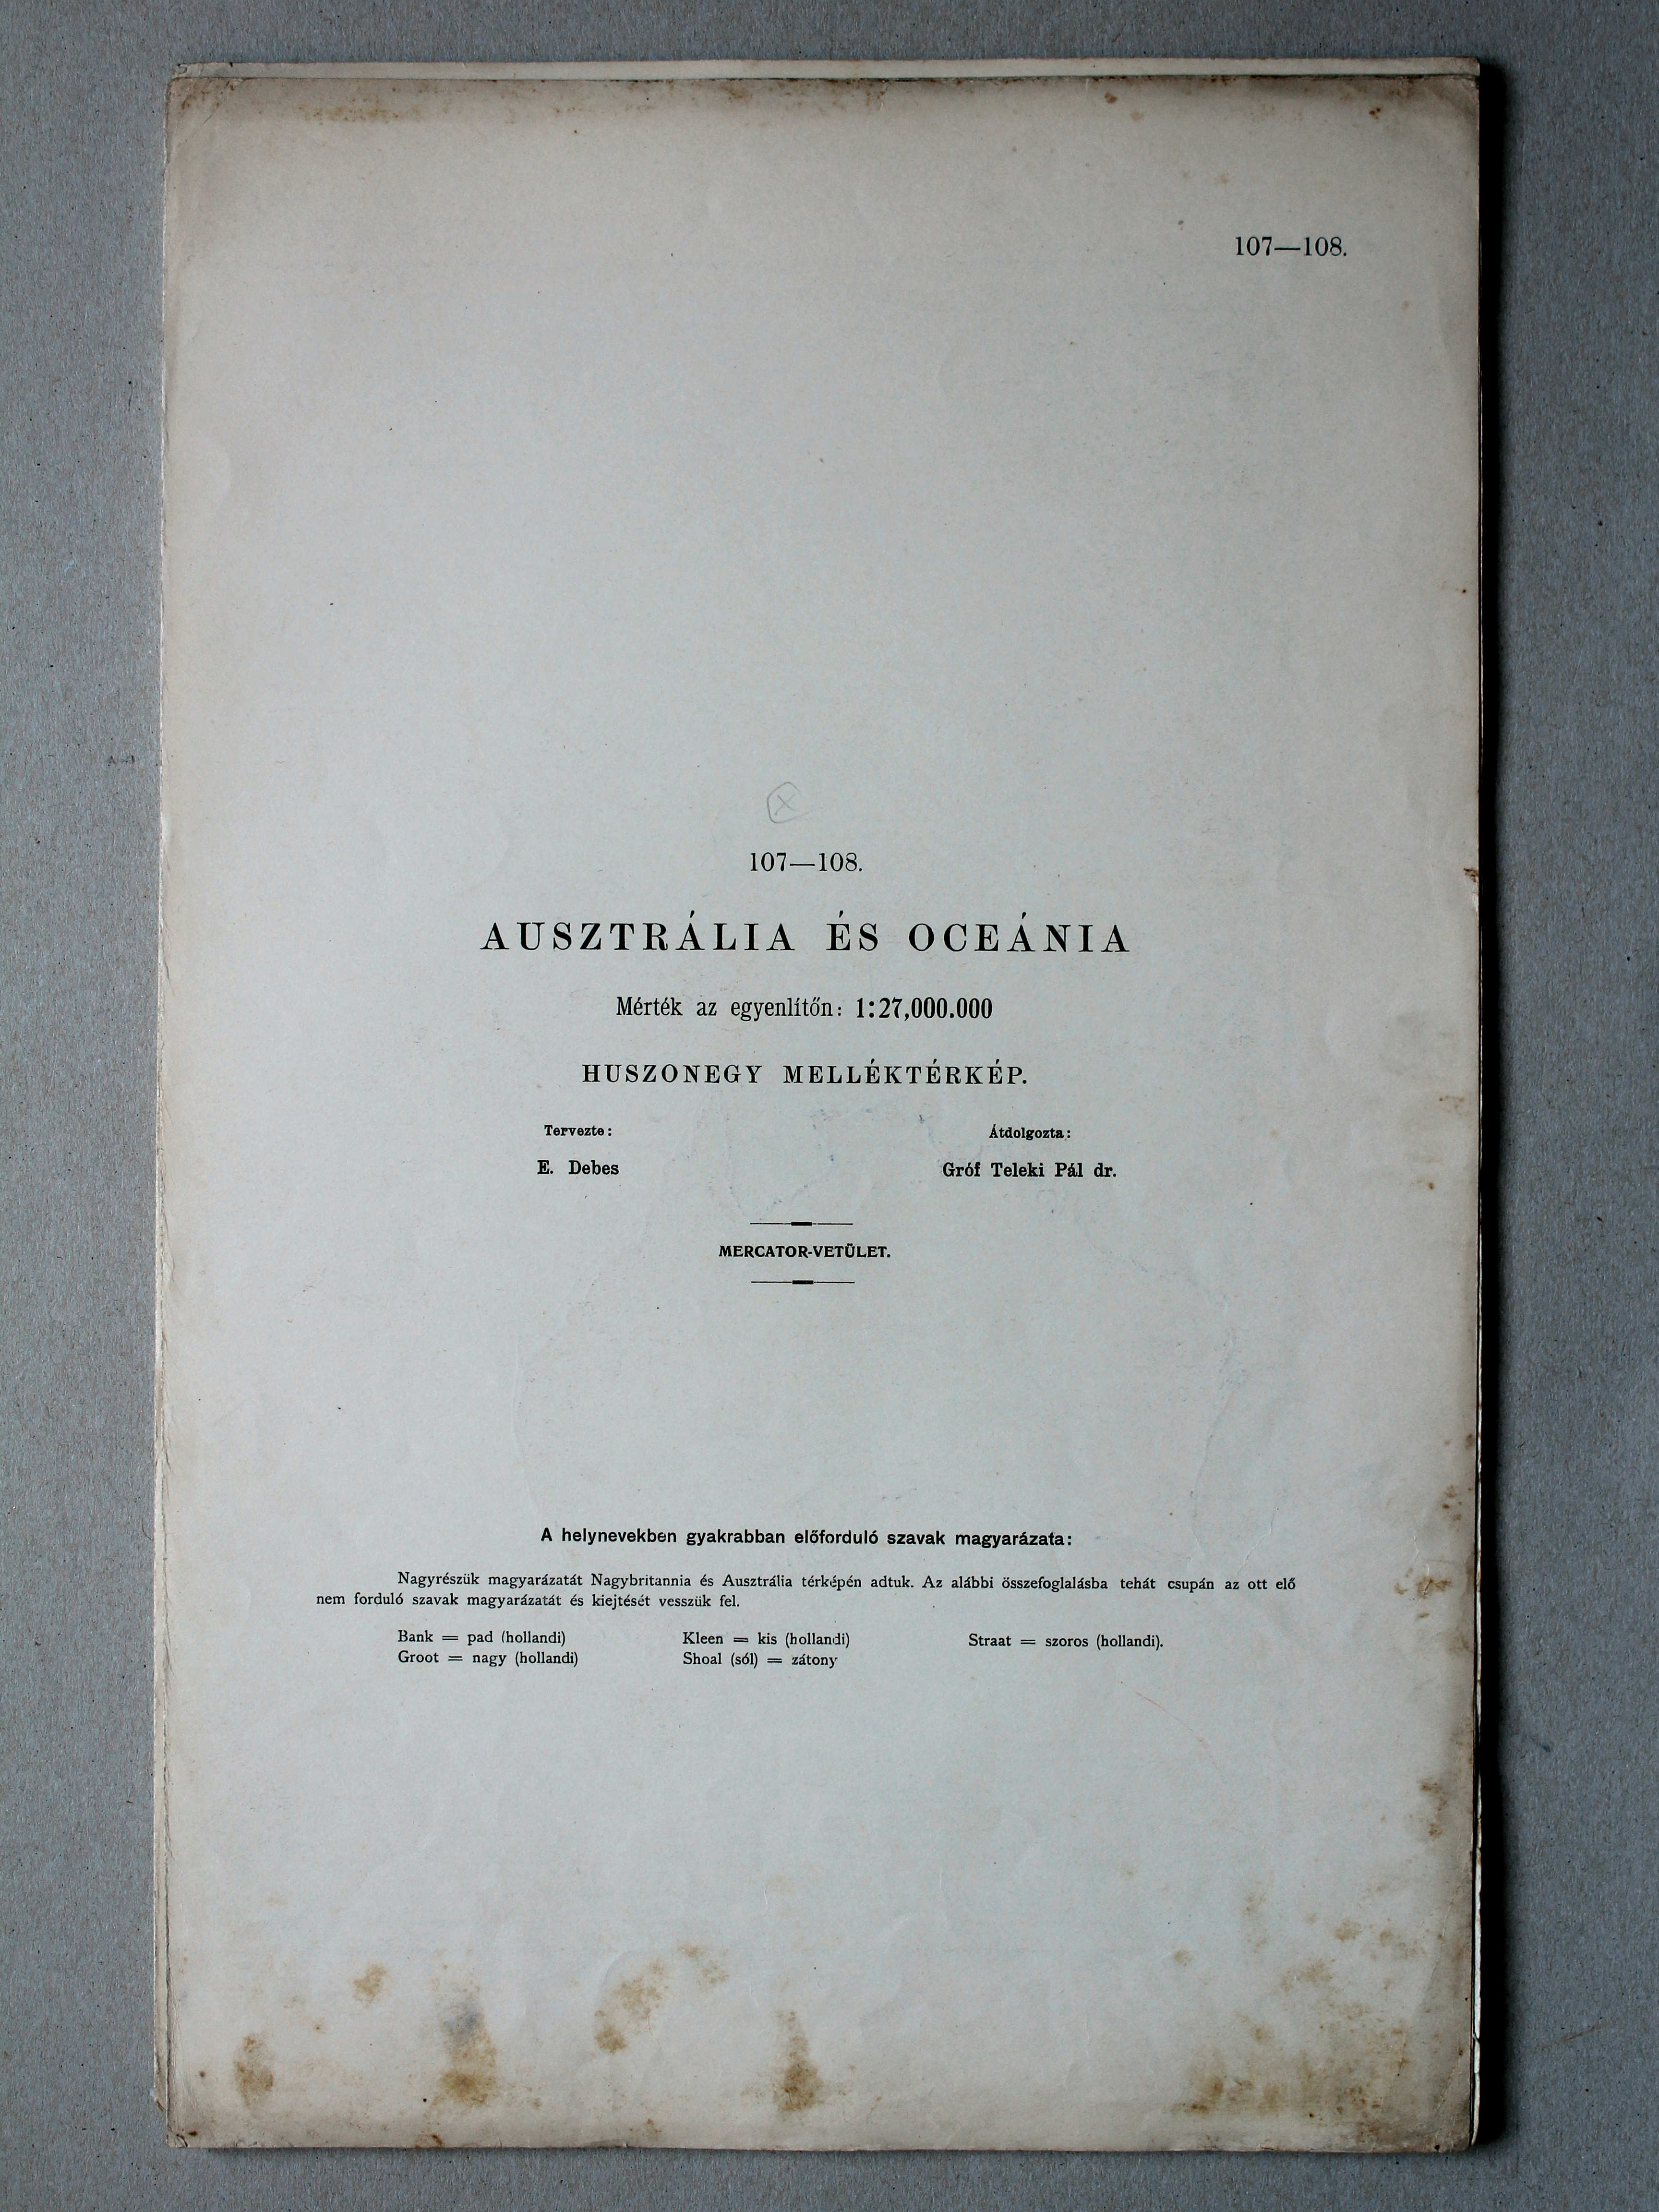 107—108.
107—108.
AUSZTRÁLIA ÉS OCEÁNIA
Mérték az egyenlítőn: 1:27,000.000
HUSZONEGY MELLÉKTÉRKÉP.
Tervezte:
E. Debes
Átdolgozta:
Gróf Teleki Pál dr.
MERCATOR-VETÜLET.
A helynevekben gyakrabban előforduló szavak magyarázata:
Nagyrészük magyarázatát Nagybritannia és Ausztrália térképén adtuk. Az alábbi összefoglalásba tehát csupán az ott elő
nem forduló szavak magyarázatát és kiejtését vesszük fel.
Bank = pad (hollandi)
Groot = nagy (hollandi)
Kleen = kis (hollandi)
Shoal (sól) = zátony
Straat = szoros (hollandi).